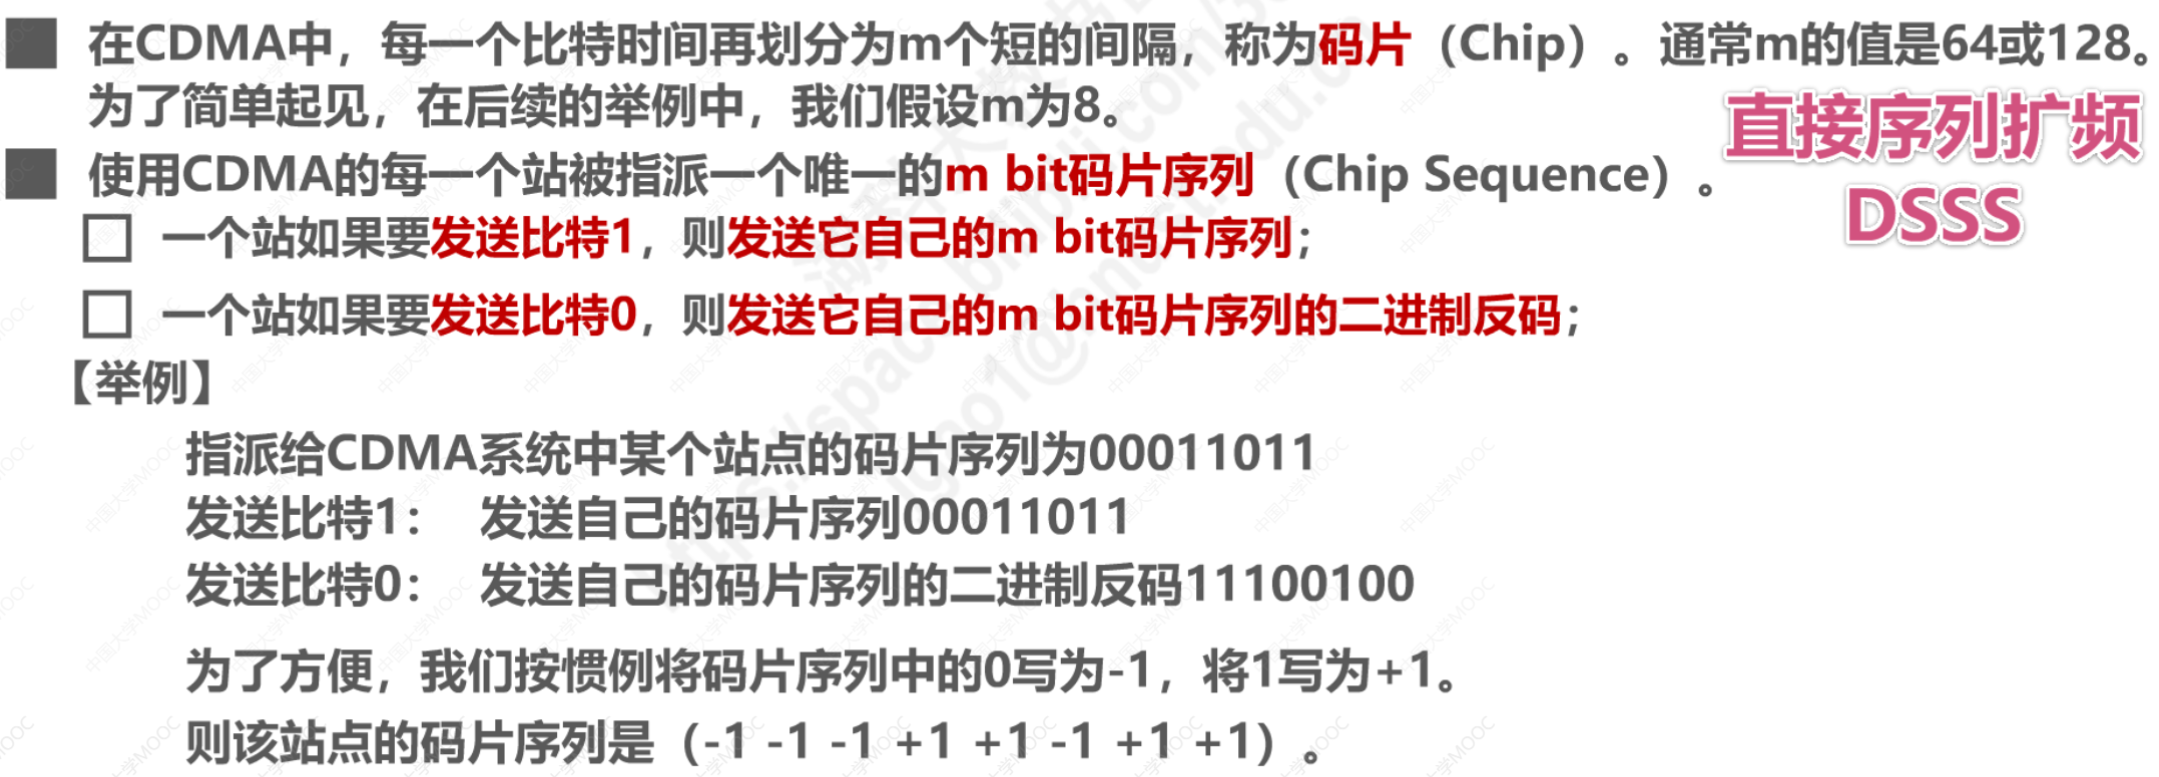 在CDMA中，每一个比特时间再划分为m个短的间隔，称为码片（Chip）。通常m的值是64或128。
为了简单起见，在后续的举例中，我们假设m为8。
直接序列扩频
DSSS
使用CDMA的每一个站被指派一个唯一的m bit码片序列（Chip Sequence）。
一个站如果要发送比特1，则发送它自己的m bit码片序列；
一个站如果要发送比特0，则发送它自己的m bit码片序列的二进制反码；
【举例】
指派给CDMA系统中某个站点的码片序列为00011011
发送比特1： 发送自己的码片序列00011011
发送比特0： 发送自己的码片序列的二进制反码11100100
为了方便，我们按惯例将码片序列中的0写为-1，将1写为+1。
则该站点的码片序列是（-1 -1 -1 +1 +1 -1 +1 +1）。
中国大学MOOC